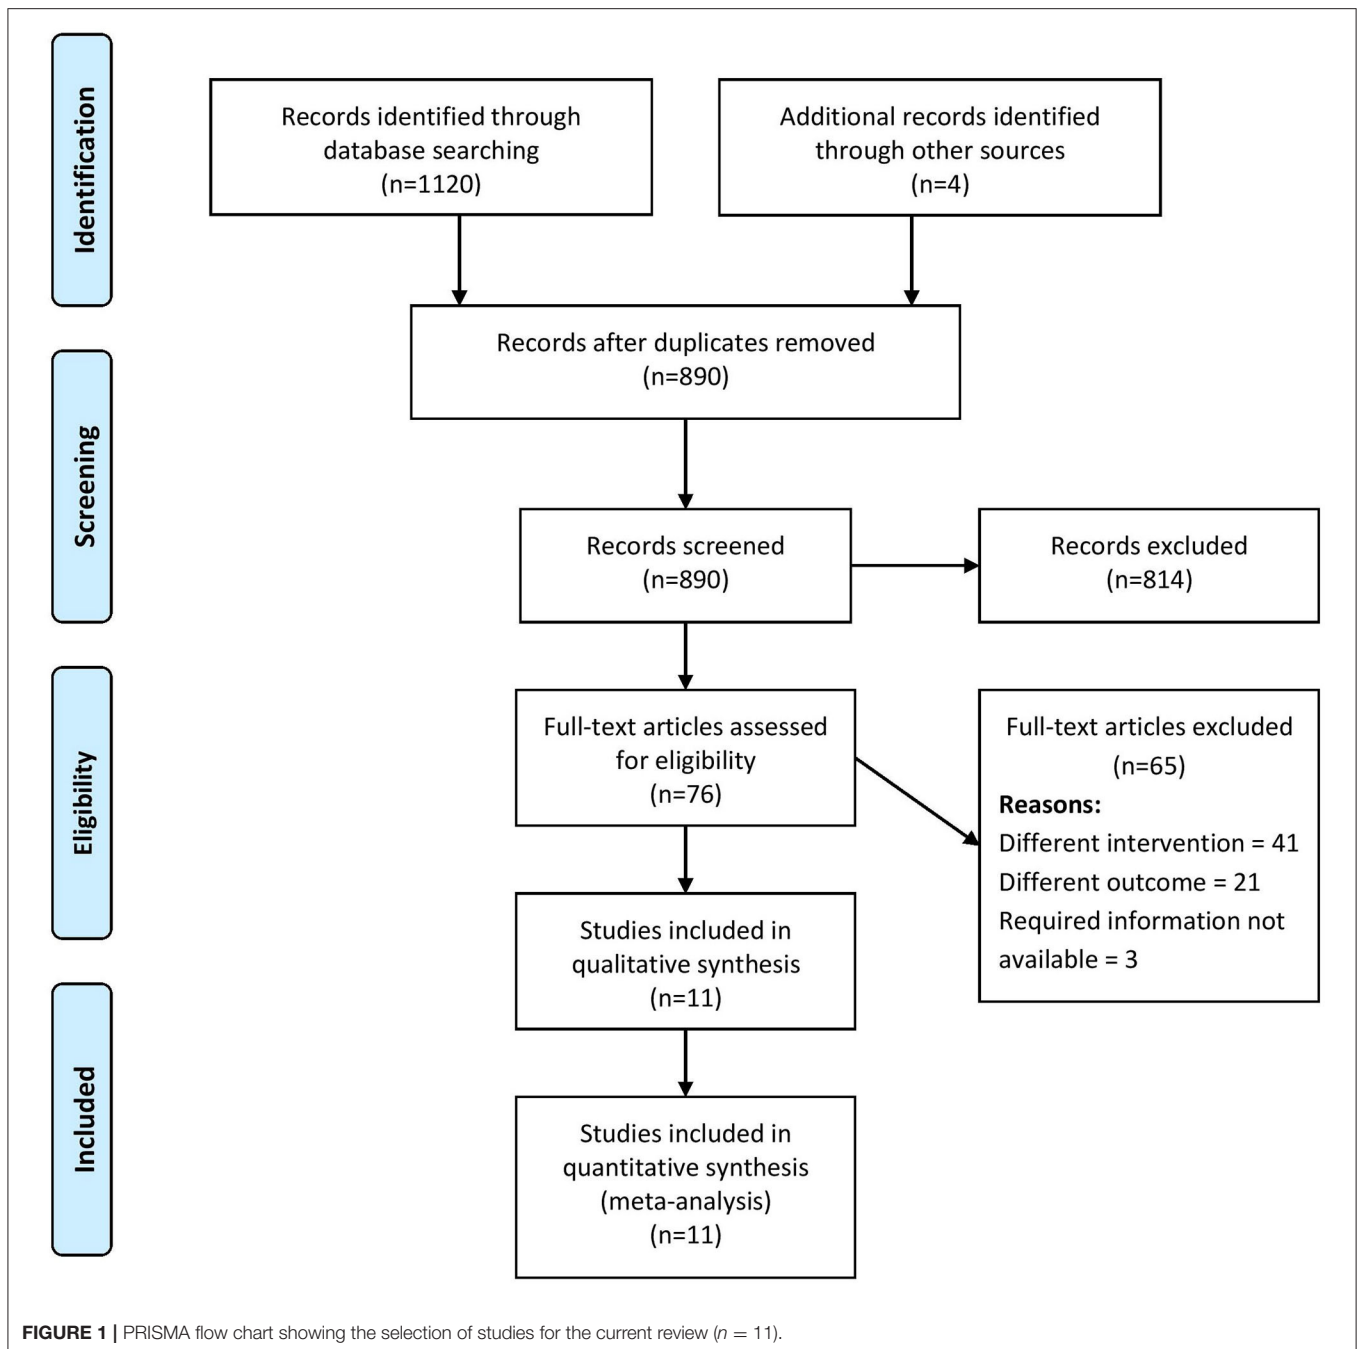 Identification
Records identified through
database searching
(n=1120)
Additional records identified
through other sources
(n=4)
Records after duplicates removed
(n=890)
Screening
Records screened
(n=890)
Records excluded
(n=814)
Eligibility
Full-text articles assessed
for eligibility
(n=76)
Full-text articles excluded
(n=65)
Reasons:
Different intervention = 41
Different outcome = 21
Required information not
available = 3
Studies included in
qualitative synthesis
(n=11)
Included
Studies included in
quantitative synthesis
(meta-analysis)
(n=11)
FIGURE 1 | PRISMA flow chart showing the selection of studies for the current review (n = 11).